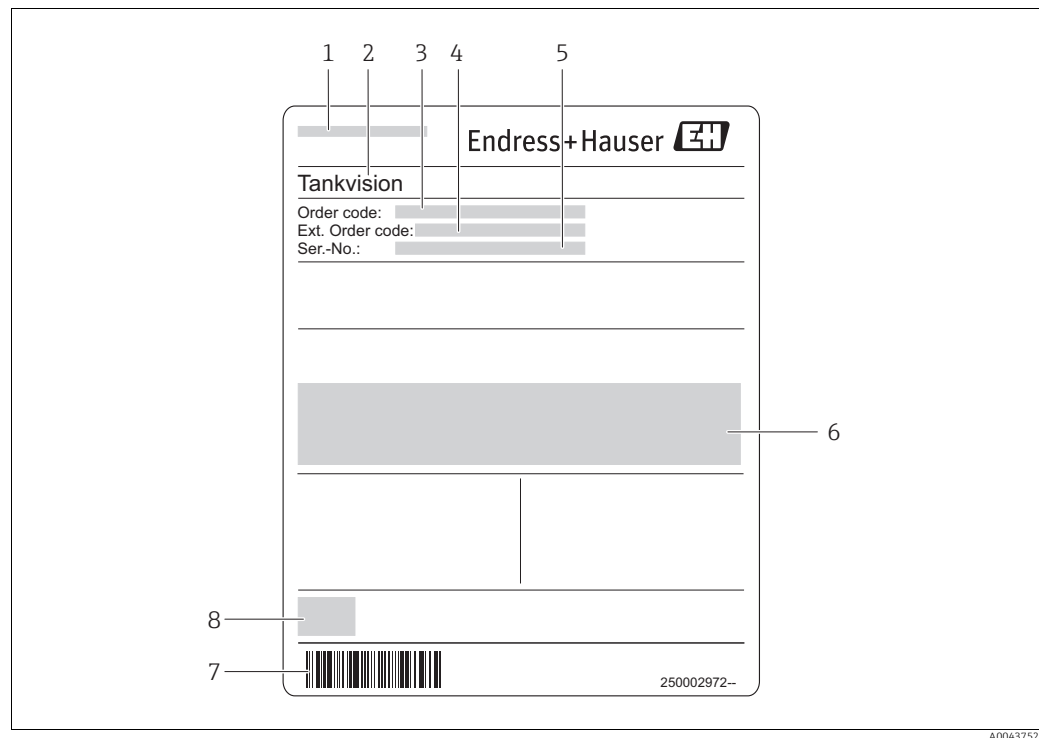 1 2 3 4 5
Endress+Hauser EH
Tankvision
Order code:
Ext. Order code:
Ser.-No.:
6
8
7
250002972--
A0043752